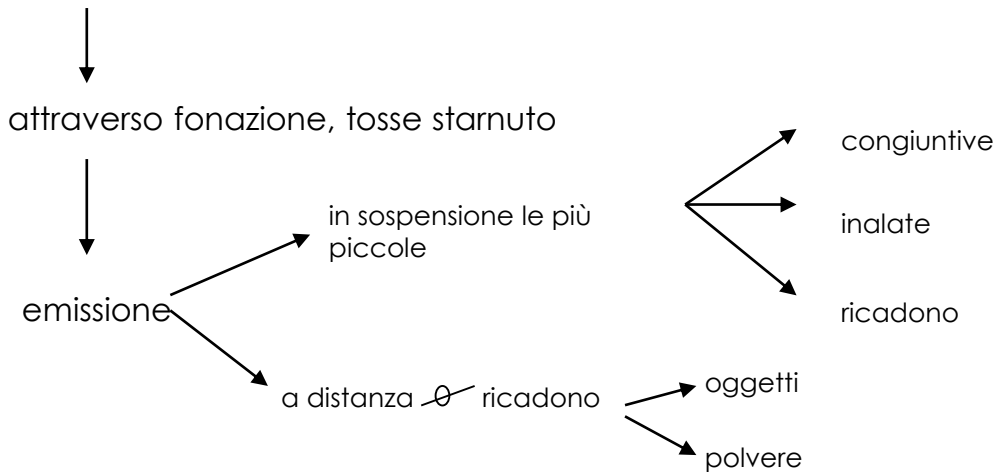 attraverso fonazione, tosse starnuto
congiuntive
in sospensione le più
piccole
inalate
emissione
ricadono
a distanza O ricadono
oggetti
polvere